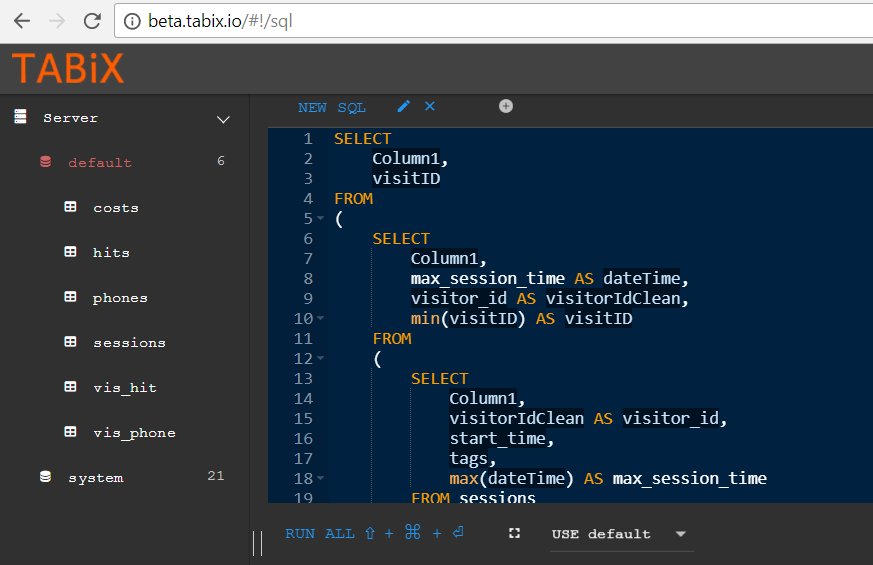 beta.tabix.io/#!/sql
TABiX
Server
default 6
costs
hits
phones
sessions
vis_hit
vis_phone
system 21
NEW SQL
1 SELECT
2 Column1,
3 visitID
4 FROM
5 (
6 SELECT
7 Column1,
8 max_session_time AS dateTime,
9 visitor_id AS visitorIdClean,
10 min(visitID) AS visitID
11 FROM
12 (
13 SELECT
14 Column1,
15 visitorIdClean AS visitor_id,
16 start_time,
17 tags,
18 max(dateTime) AS max_session_time
19 FROM sessions
RUN ALL ⇧ + ⌘ + ⏎
USE default